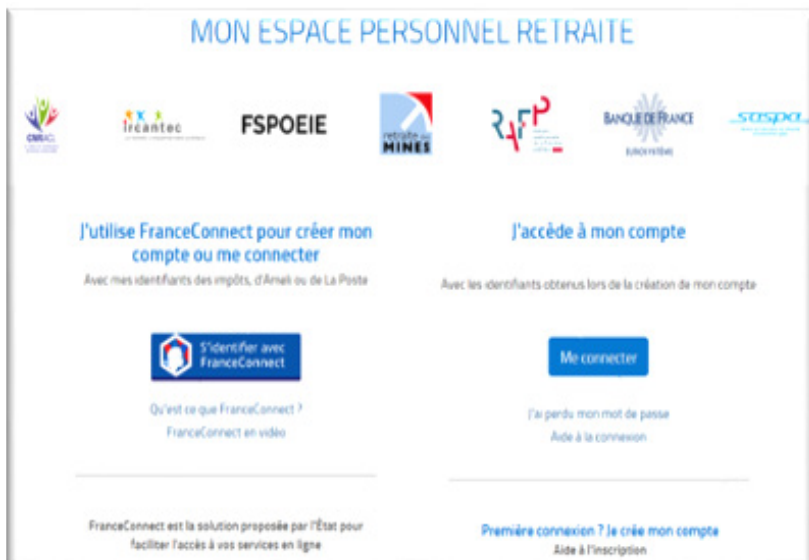 MON ESPACE PERSONNEL RETRAITE
CNRACL
ircantec
FSPOEIE
retraite des
MINES
RAFP
BANQUE DE FRANCE
EUROSYSTÈME
saspa
J'utilise FranceConnect pour créer mon
compte ou me connecter
Avec mes identifiants des impôts, d'Ameli ou de La Poste
S'identifier avec
FranceConnect
Qu'est ce que FranceConnect ?
FranceConnect en vidéo
FranceConnect est la solution proposée par l'État pour
faciliter l'accès à vos services en ligne
J'accède à mon compte
Avec les identifiants obtenus lors de la création de mon compte
Me connecter
J'ai perdu mon mot de passe
Aide à la connexion
Première connexion ? Je crée mon compte
Aide à l'inscription